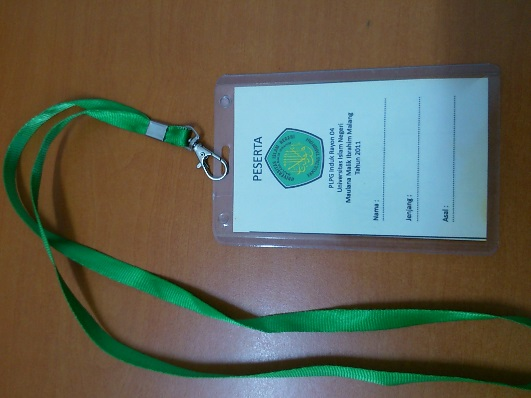 PESERTA
PLPG Induk Rayon 04
Universitas Islam Negeri
Maulana Malik Ibrahim Malang
Tahun 2011
Nama :
Jenjang :
Asal :